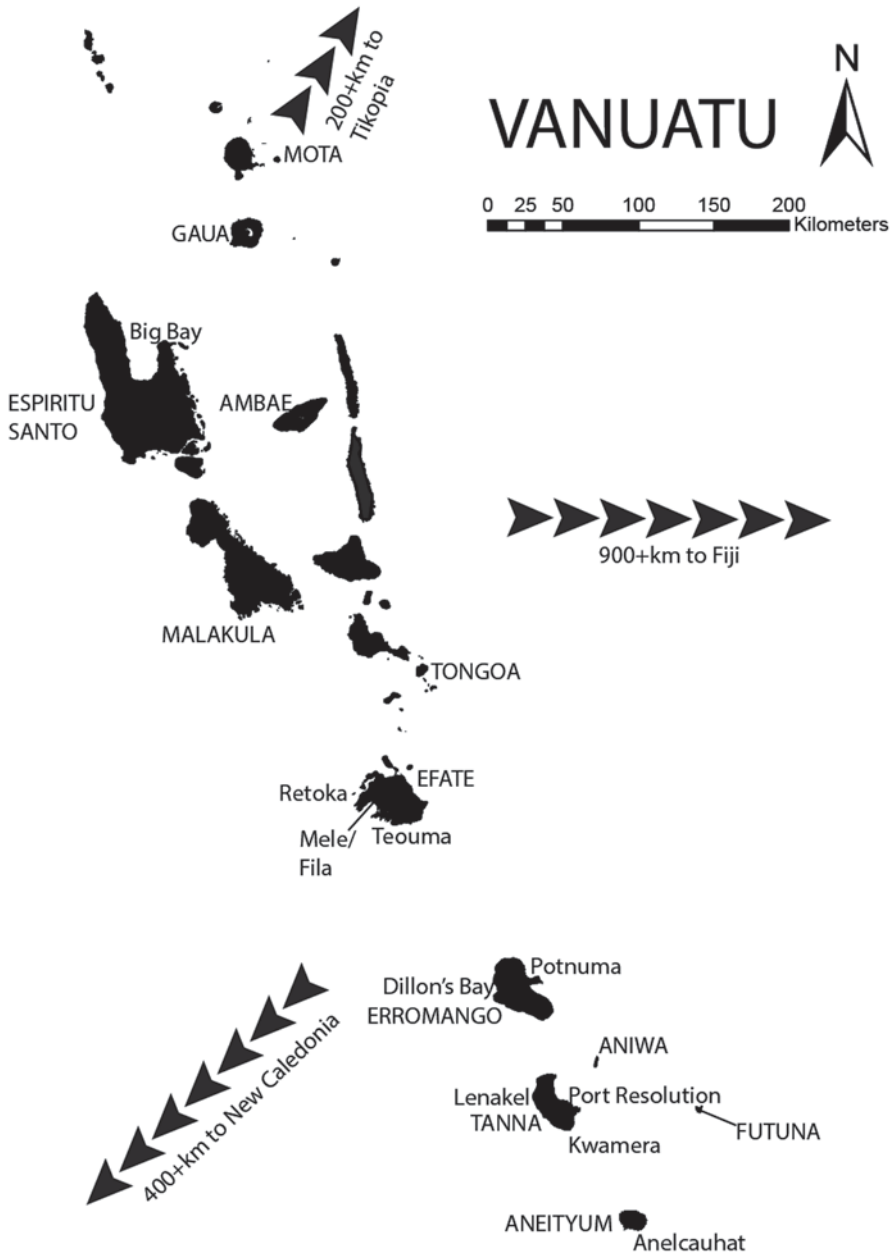 200+km to
Tikopia
VANUATU
N
0 25 50 100 150 200
Kilometers
MOTA
GAUA
Big Bay
ESPIRITU
SANTO
AMBAE
900+km to Fiji
MALAKULA
TONGOA
EFATE
Retoka
Mele/
Fila
Teouma
Potnuma
Dillon's Bay
ERROMANGO
400+km to New Caledonia
ANIWA
Lenakel
Port Resolution
TANNA
FUTUNA
Kwamera
ANEITYUM
Anelcauhat